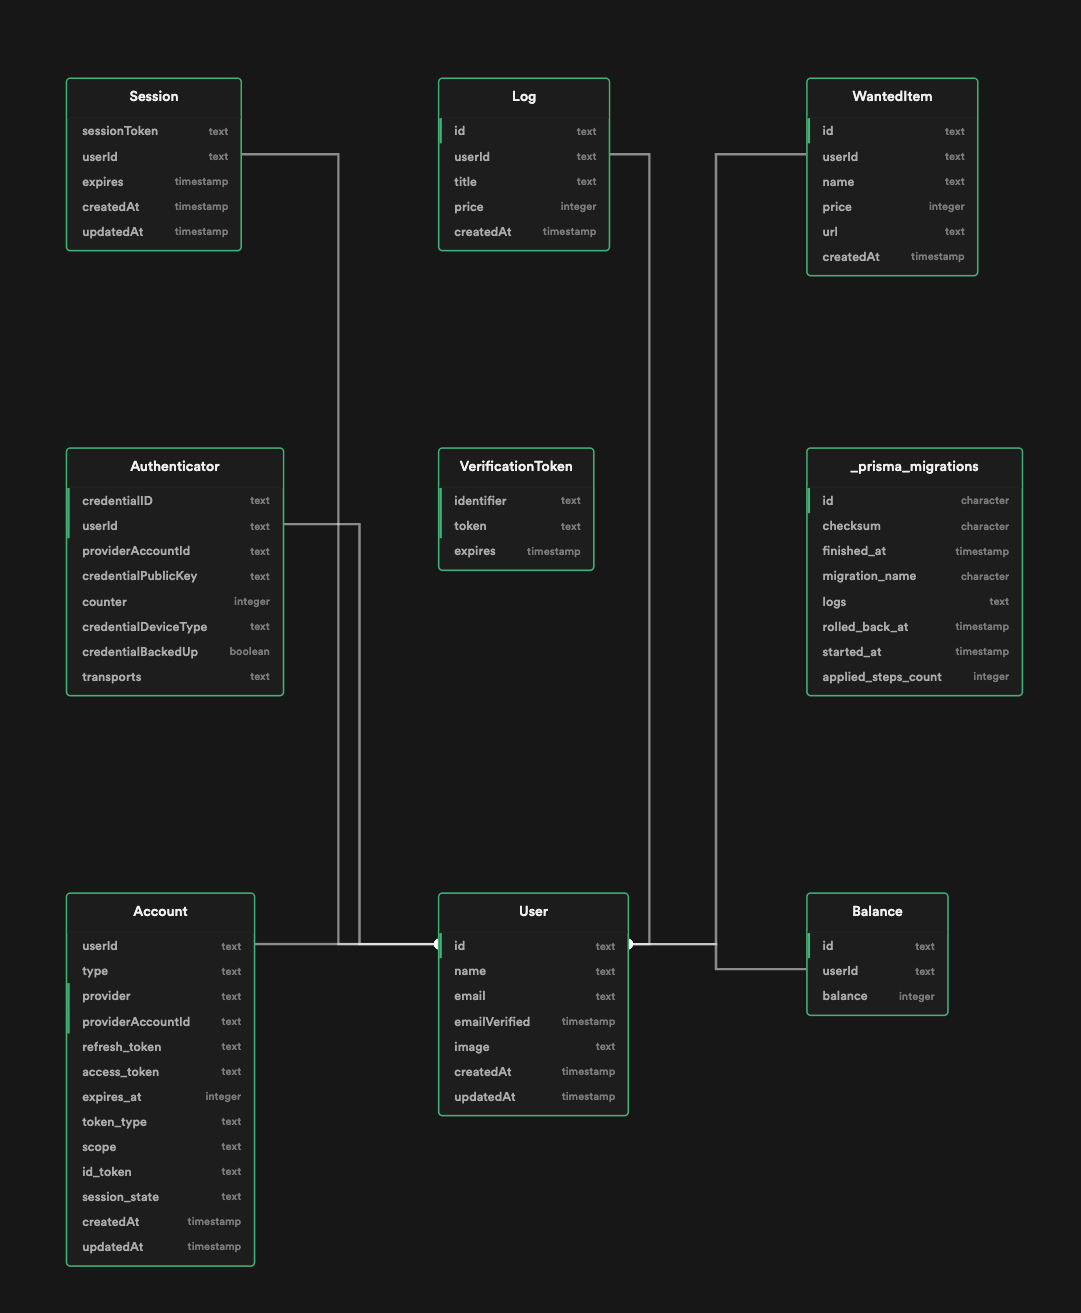 Session
sessionToken text
userId text
expires timestamp
createdAt timestamp
updatedAt timestamp
Log
id text
userId text
title text
price integer
createdAt timestamp
WantedItem
id text
userId text
name text
price integer
url text
createdAt timestamp
Authenticator
credentialID text
userId text
providerAccountId text
credentialPublicKey text
counter integer
credentialDeviceType text
credentialBackedUp boolean
transports text
VerificationToken
identifier text
token text
expires timestamp
_prisma_migrations
id character
checksum character
finished_at timestamp
migration_name character
logs text
rolled_back_at timestamp
started_at timestamp
applied_steps_count integer
Account
userId text
type text
provider text
providerAccountId text
refresh_token text
access_token text
expires_at integer
token_type text
scope text
id_token text
session_state text
createdAt timestamp
updatedAt timestamp
User
id text
name text
email text
emailVerified timestamp
image text
createdAt timestamp
updatedAt timestamp
Balance
id text
userId text
balance integer